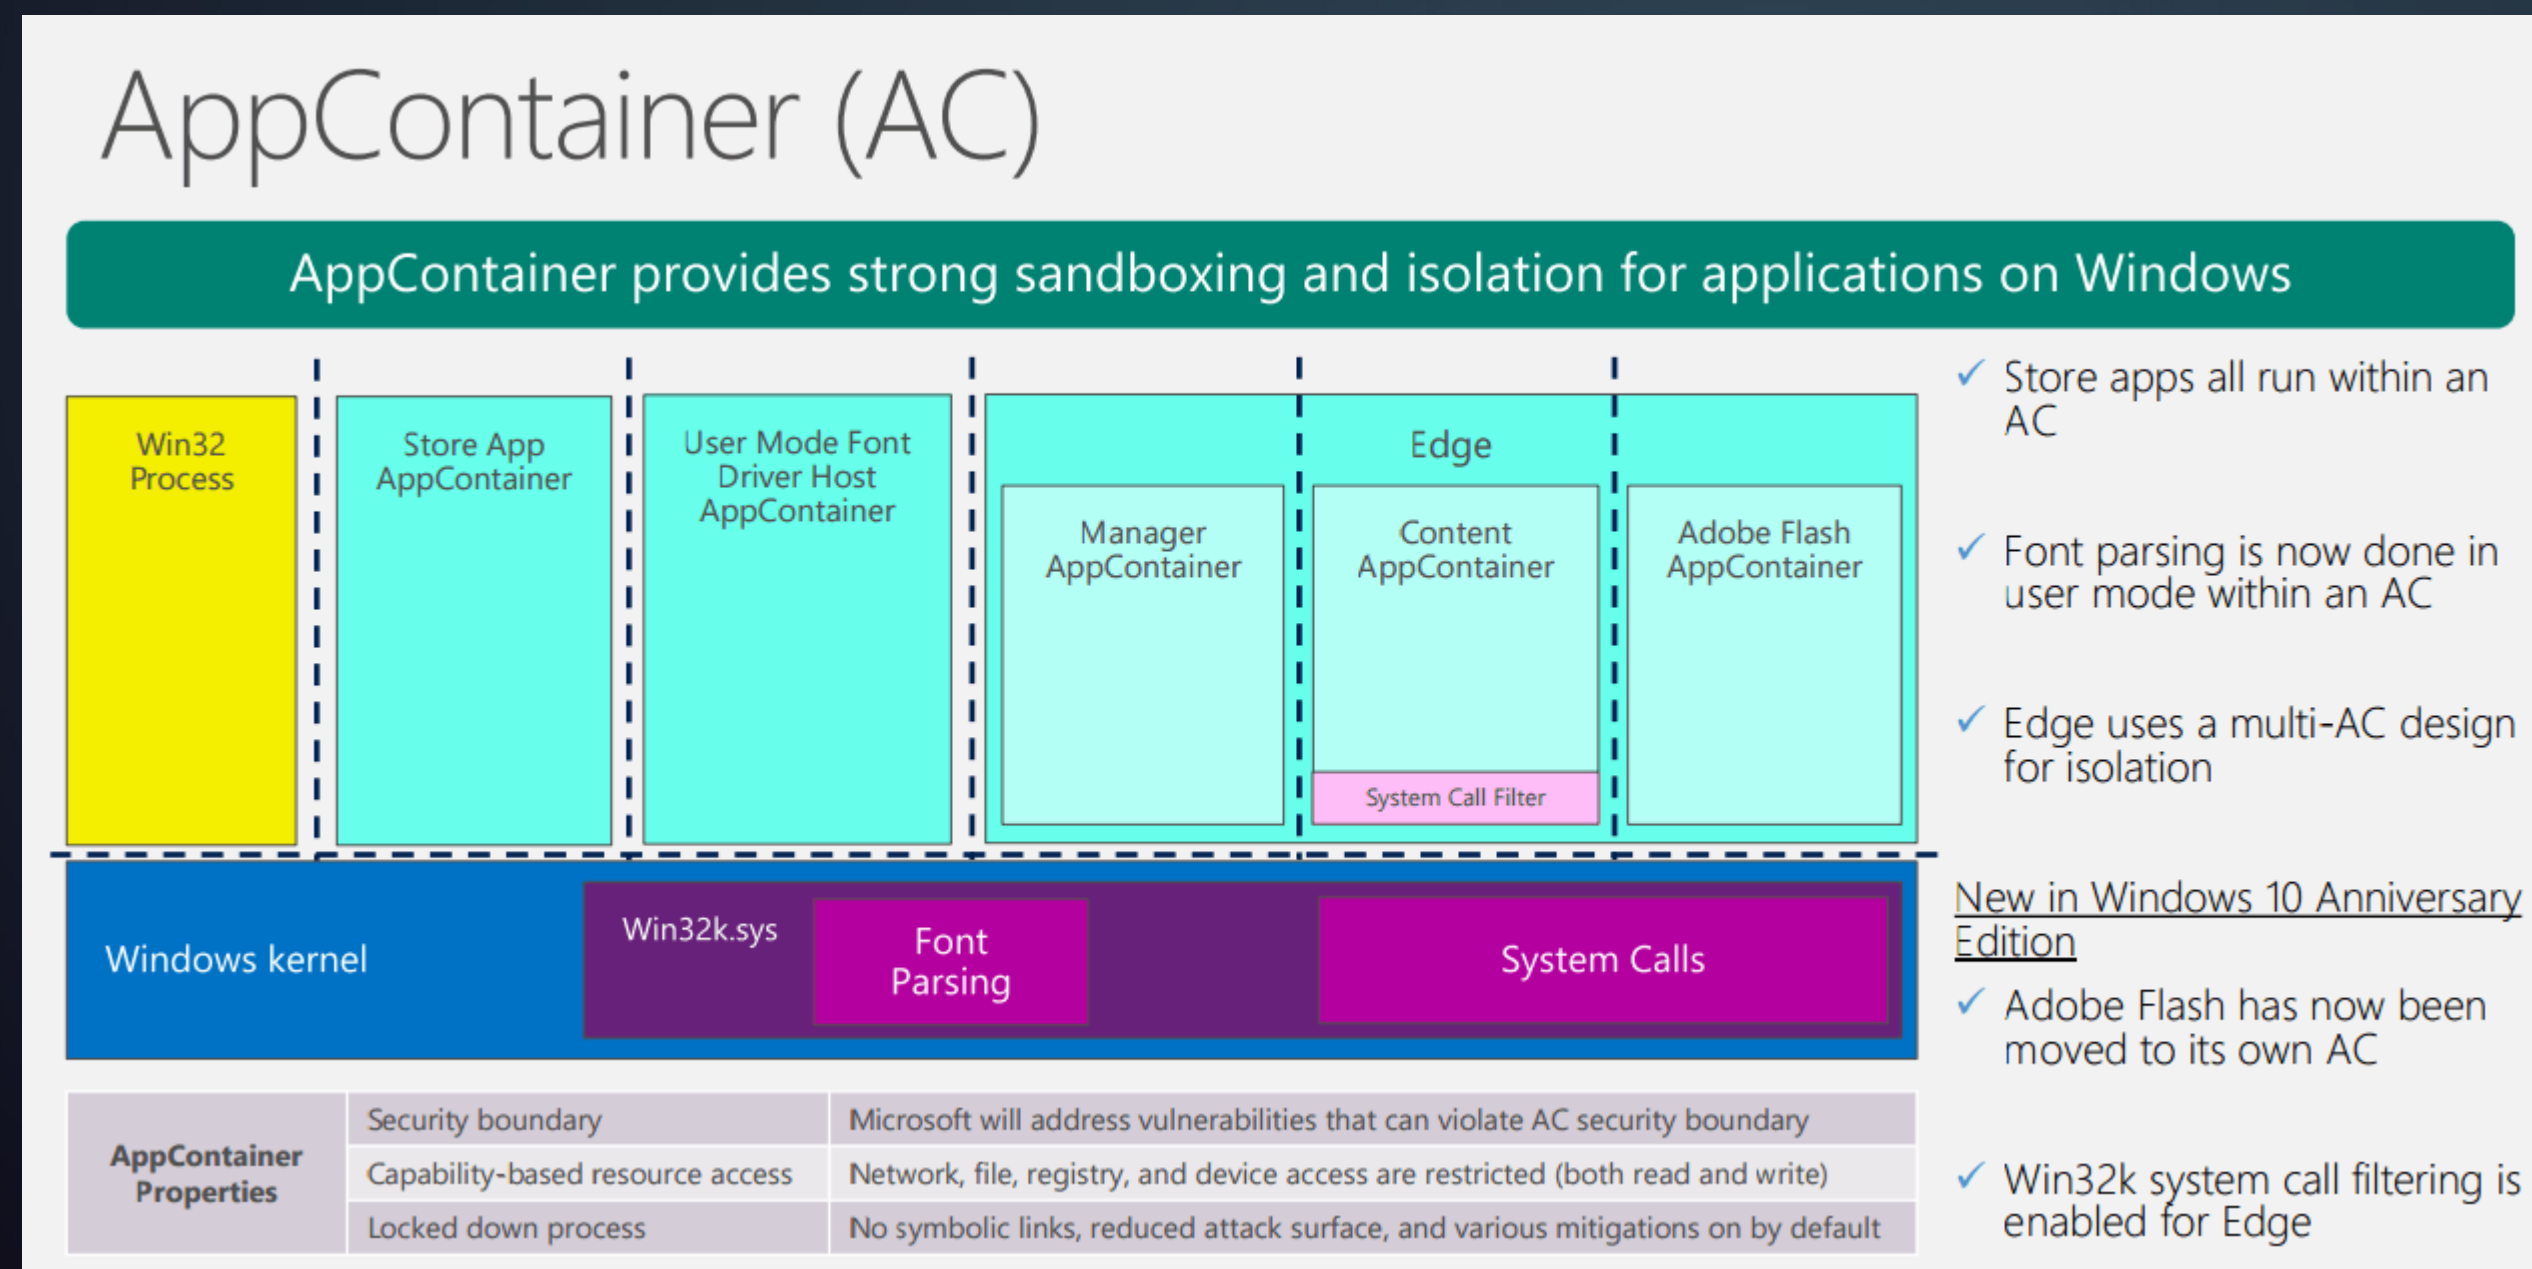 AppContainer (AC)
AppContainer provides strong sandboxing and isolation for applications on Windows
Win32
Process
Store App
AppContainer
User Mode Font
Driver Host
AppContainer
Edge
Manager
AppContainer
Content
AppContainer
System Call Filter
Adobe Flash
AppContainer
Windows kernel
Win32k.sys
Font
Parsing
System Calls
AppContainer
Properties
Security boundary
Microsoft will address vulnerabilities that can violate AC security boundary
Capability-based resource access
Network, file, registry, and device access are restricted (both read and write)
Locked down process
No symbolic links, reduced attack surface, and various mitigations on by default
✓ Store apps all run within an
AC
✓ Font parsing is now done in
user mode within an AC
✓ Edge uses a multi-AC design
for isolation
New in Windows 10 Anniversary
Edition
✓ Adobe Flash has now been
moved to its own AC
✓ Win32k system call filtering is
enabled for Edge